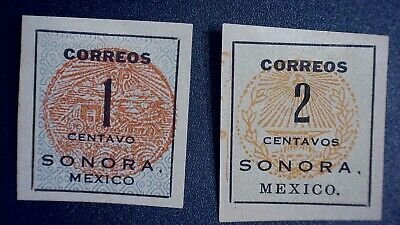 CORREOS
1
CENTAVO
SONORA.
MEXICO
CORREOS
2
CENTAVOS
SONORA.
MEXICO.